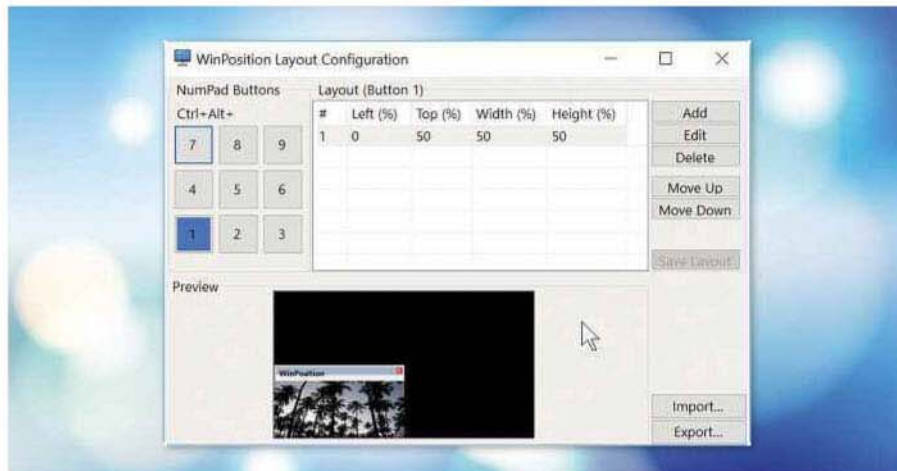 WinPosition Layout Configuration
NumPad Buttons
Ctrl+Alt+
7 8 9
4 5 6
1 2 3
Layout (Button 1)
# Left (%) Top (%) Width (%) Height (%)
1 0 50 50 50
Add
Edit
Delete
Move Up
Move Down
Save Layout
Preview
WinPosition
Import...
Export...